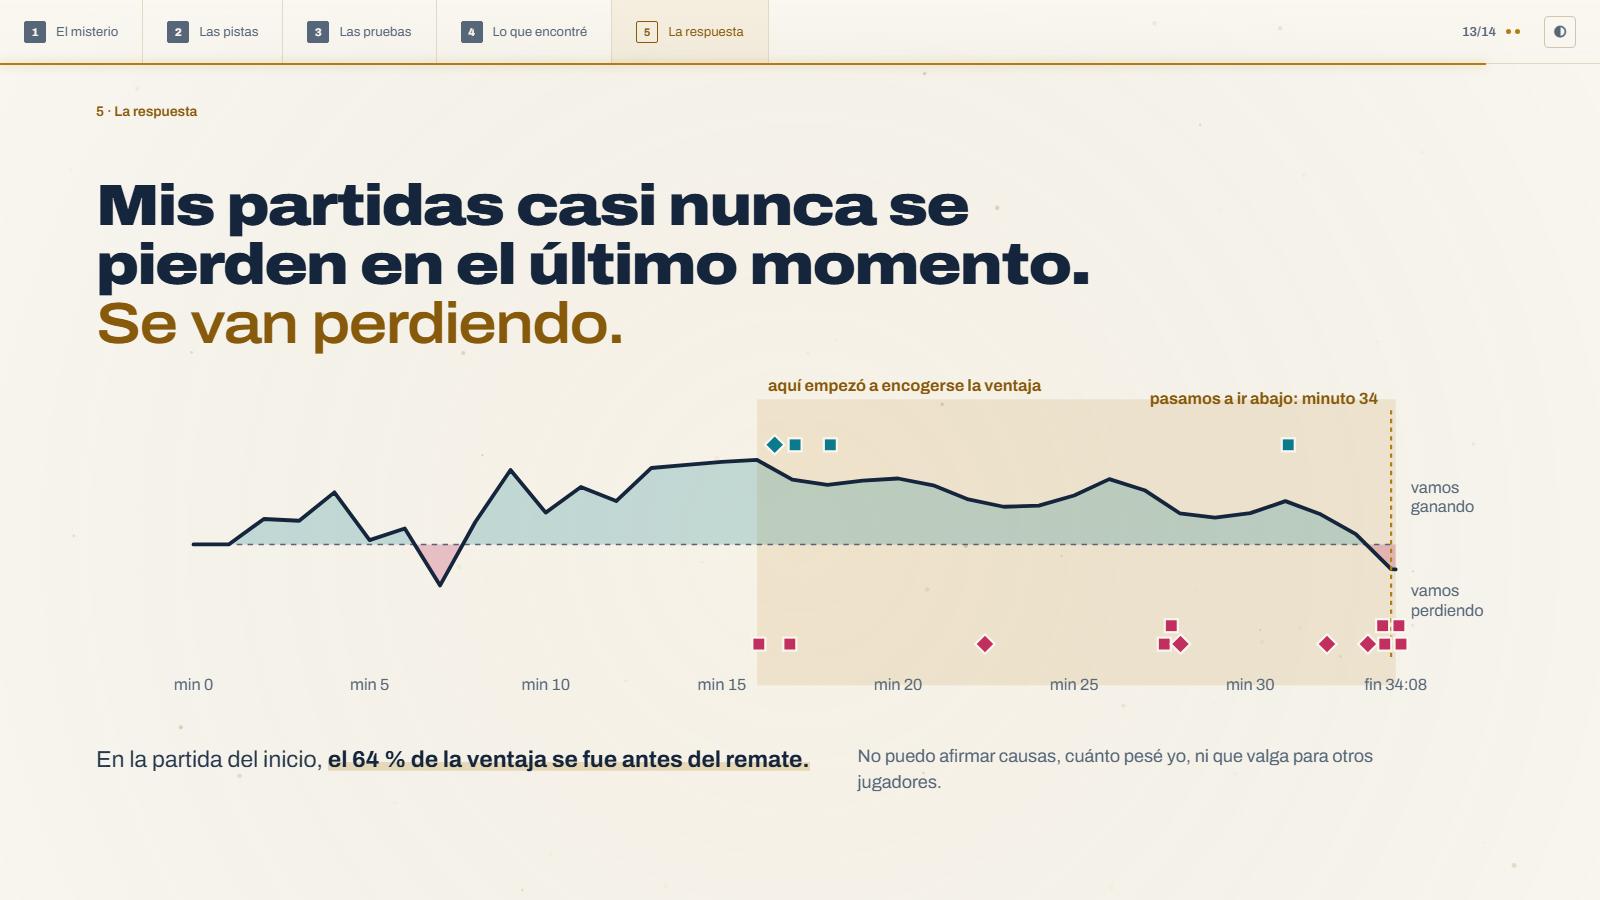 1 El misterio
2 Las pistas
3 Las pruebas
4 Lo que encontré
5 La respuesta
13/14
5 · La respuesta
Mis partidas casi nunca se
pierden en el último momento.
Se van perdiendo.
aquí empezó a encogerse la ventaja
pasamos a ir abajo: minuto 34
vamos
ganando
vamos
perdiendo
min 0
min 5
min 10
min 15
min 20
min 25
min 30
fin 34:08
En la partida del inicio, el 64 % de la ventaja se fue antes del remate.
No puedo afirmar causas, cuánto pesé yo, ni que valga para otros
jugadores.